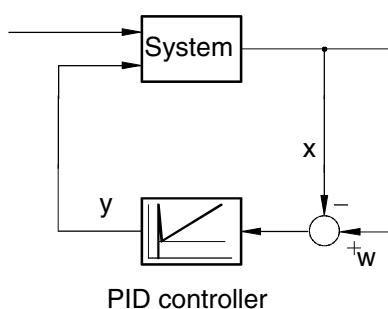 System
x
y
−
+
w
PID controller